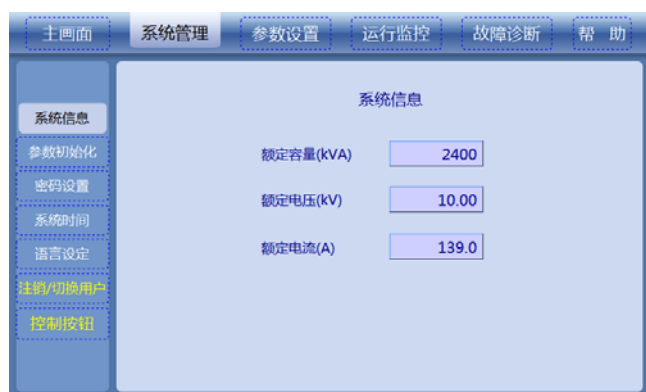 主画面 系统管理 参数设置 运行监控 故障诊断 帮 助
系统信息
参数初始化
密码设置
系统时间
语言设定
注销/切换用户
控制按钮
系统信息
额定容量(kVA) 2400
额定电压(kV) 10.00
额定电流(A) 139.0